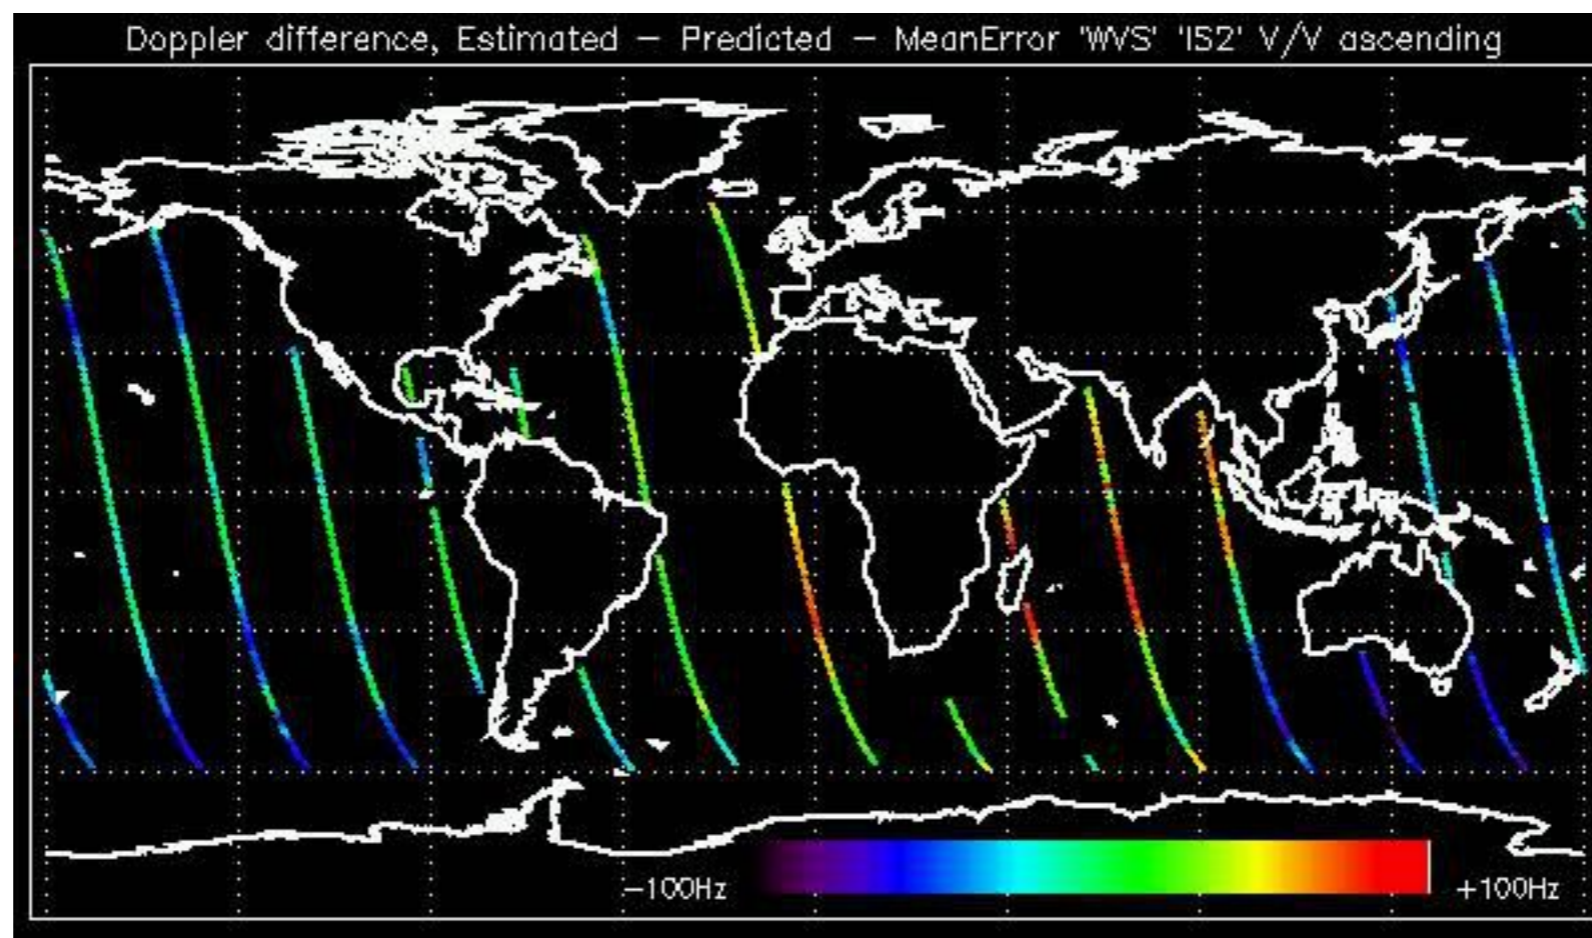 Doppler difference, Estimated − Predicted − MeanError 'WVS' 'IS2' V/V ascending
−100Hz
+100Hz